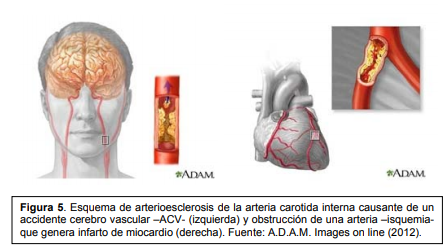 ADAM.
ADAM.
Figura 5. Esquema de arterioesclerosis de la arteria carotida interna causante de un
accidente cerebro vascular –ACV- (izquierda) y obstrucción de una arteria –isquemia-
que genera infarto de miocardio (derecha). Fuente: A.D.A.M. Images on line (2012).